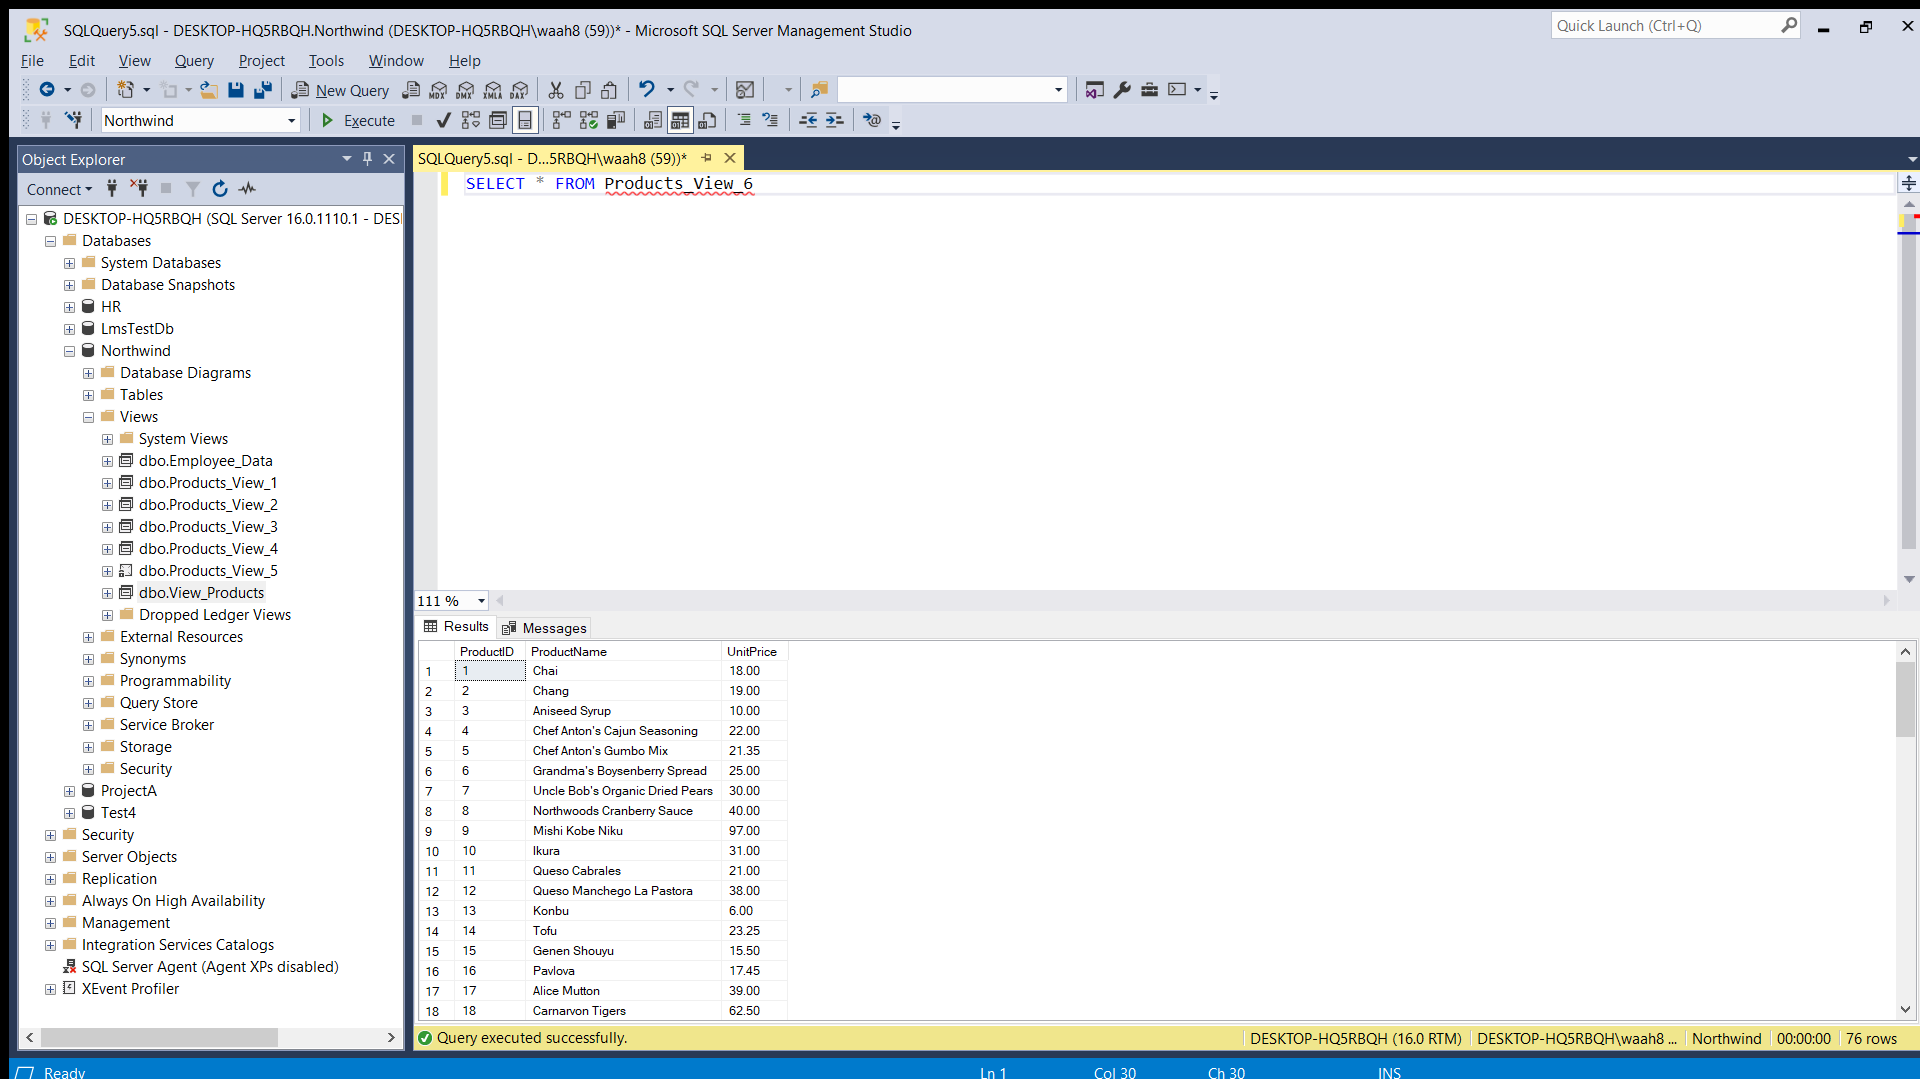 SQLQuery5.sql - DESKTOP-HQ5RBQH.Northwind (DESKTOP-HQ5RBQH\waah8 (59))* - Microsoft SQL Server Management Studio
Quick Launch (Ctrl+Q)
File Edit View Query Project Tools Window Help
New Query MDX DMX XMLA DAX
Northwind Execute
Object Explorer
SQLQuery5.sql - D...5RBQH\waah8 (59))*
Connect
SELECT * FROM Products_View_6
DESKTOP-HQ5RBQH (SQL Server 16.0.1110.1 - DES
Databases
System Databases
Database Snapshots
HR
LmsTestDb
Northwind
Database Diagrams
Tables
Views
System Views
dbo.Employee_Data
dbo.Products_View_1
dbo.Products_View_2
dbo.Products_View_3
dbo.Products_View_4
dbo.Products_View_5
dbo.View_Products
Dropped Ledger Views
External Resources
Synonyms
Programmability
Query Store
Service Broker
Storage
Security
ProjectA
Test4
Security
Server Objects
Replication
Always On High Availability
Management
Integration Services Catalogs
SQL Server Agent (Agent XPs disabled)
XEvent Profiler
111 %
Results Messages
ProductID ProductName UnitPrice
1 1 Chai 18.00
2 2 Chang 19.00
3 3 Aniseed Syrup 10.00
4 4 Chef Anton's Cajun Seasoning 22.00
5 5 Chef Anton's Gumbo Mix 21.35
6 6 Grandma's Boysenberry Spread 25.00
7 7 Uncle Bob's Organic Dried Pears 30.00
8 8 Northwoods Cranberry Sauce 40.00
9 9 Mishi Kobe Niku 97.00
10 10 Ikura 31.00
11 11 Queso Cabrales 21.00
12 12 Queso Manchego La Pastora 38.00
13 13 Konbu 6.00
14 14 Tofu 23.25
15 15 Genen Shouyu 15.50
16 16 Pavlova 17.45
17 17 Alice Mutton 39.00
18 18 Carnarvon Tigers 62.50
Query executed successfully. DESKTOP-HQ5RBQH (16.0 RTM) DESKTOP-HQ5RBQH\waah8 ... Northwind 00:00:00 76 rows
Ready Ln 1 Col 30 Ch 30 INS